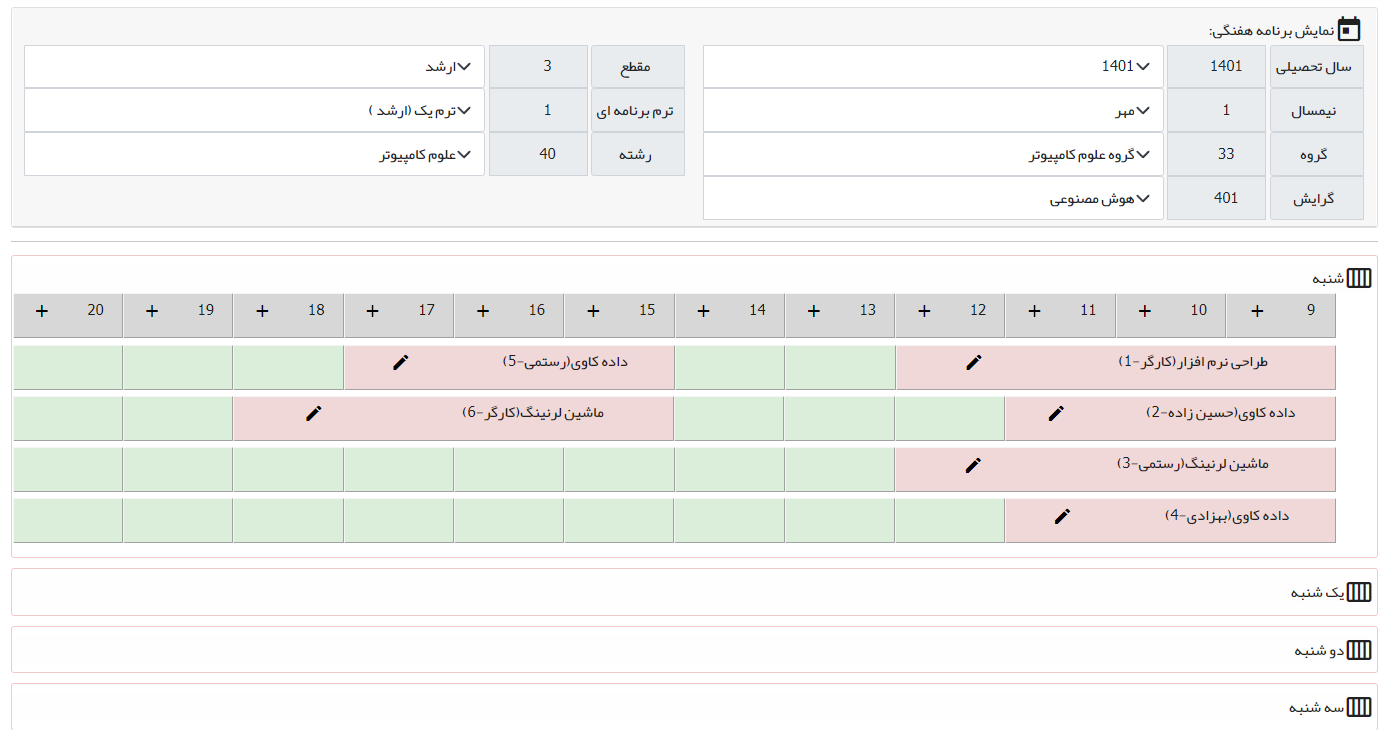 نمایش برنامه هفنگی:
سال تحصیلی 1401 1401 مقطع 3 ارشد
نیمسال 1 مهر ترم برنامه ای 1 ترم یک (ارشد )
گروه 33 گروه علوم کامپیوتر رشته 40 علوم کامپیوتر
گرایش 401 هوش مصنوعی
شنبه
9 + 10 + 11 + 12 + 13 + 14 + 15 + 16 + 17 + 18 + 19 + 20 +
طراحی نرم افزار(کارگر-1) داده کاوی(رستمی-5)
داده کاوی(حسین زاده-2) ماشین لرنینگ(کارگر-6)
ماشین لرنینگ(رستمی-3)
داده کاوی(بهزادی-4)
یک شنبه
دو شنبه
سه شنبه